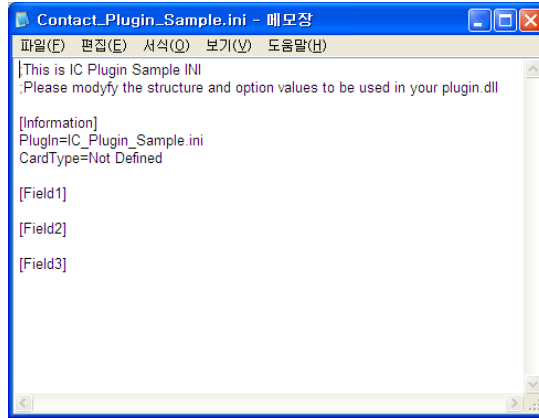 Contact_Plugin_Sample.ini - 메모장
파일(F) 편집(E) 서식(O) 보기(V) 도움말(H)
;This is IC Plugin Sample INI
;Please modyfy the structure and option values to be used in your plugin.dll
[Information]
PlugIn=IC_Plugin_Sample.ini
CardType=Not Defined
[Field1]
[Field2]
[Field3]